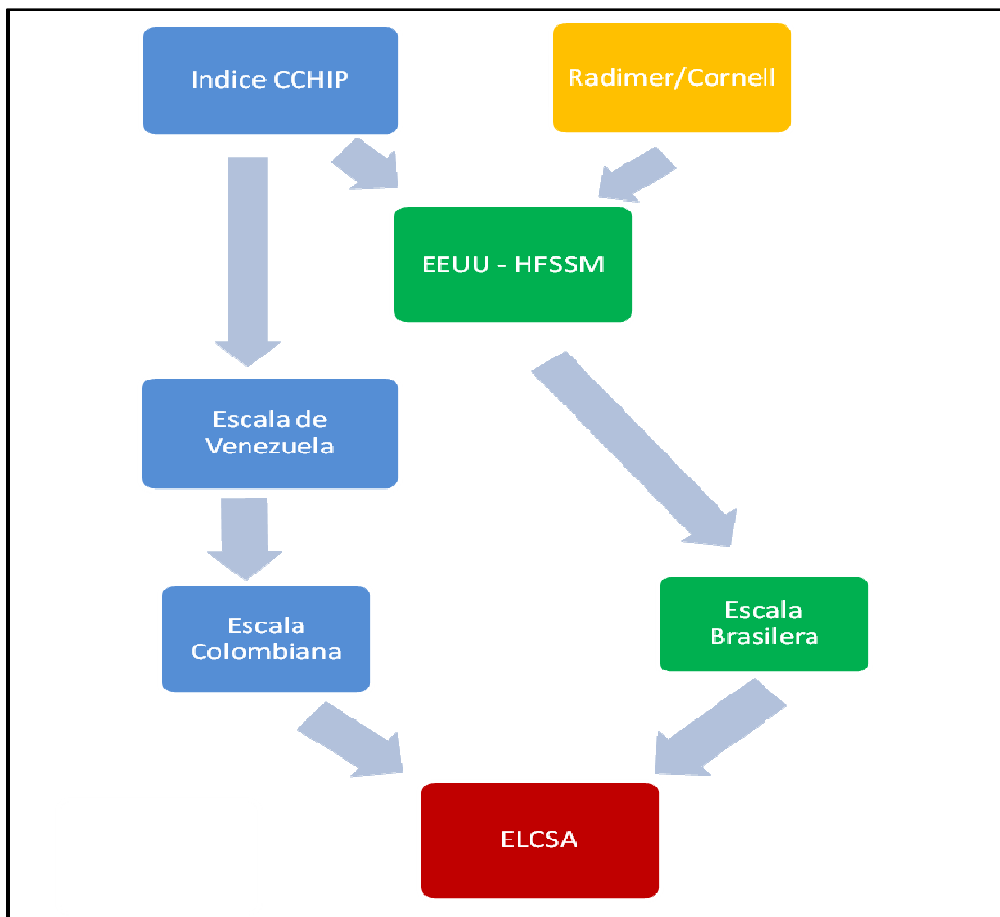 Indice CCHIP
Radimer/Cornell
EEUU - HFSSM
Escala de
Venezuela
Escala
Colombiana
Escala
Brasilera
ELCSA